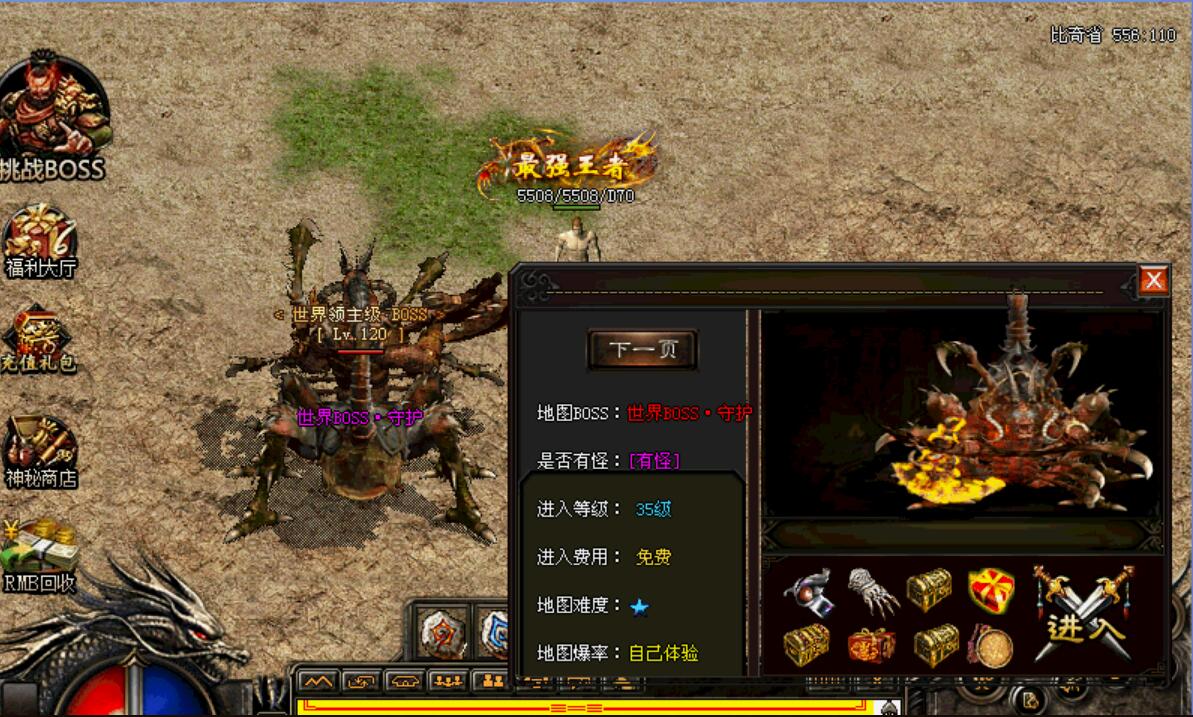 比奇省 556:110
挑战BOSS
最强王者
5508/5508/D70
福利大厅
< 世界领主级·BOSS >
[ Lv.120 ]
充值礼包
世界BOSS·守护
神秘商店
RMB回收
X
下一页
地图BOSS：世界BOSS·守护
是否有怪：[有怪]
进入等级： 35级
进入费用： 免费
地图难度：
地图爆率：自己体验
进入